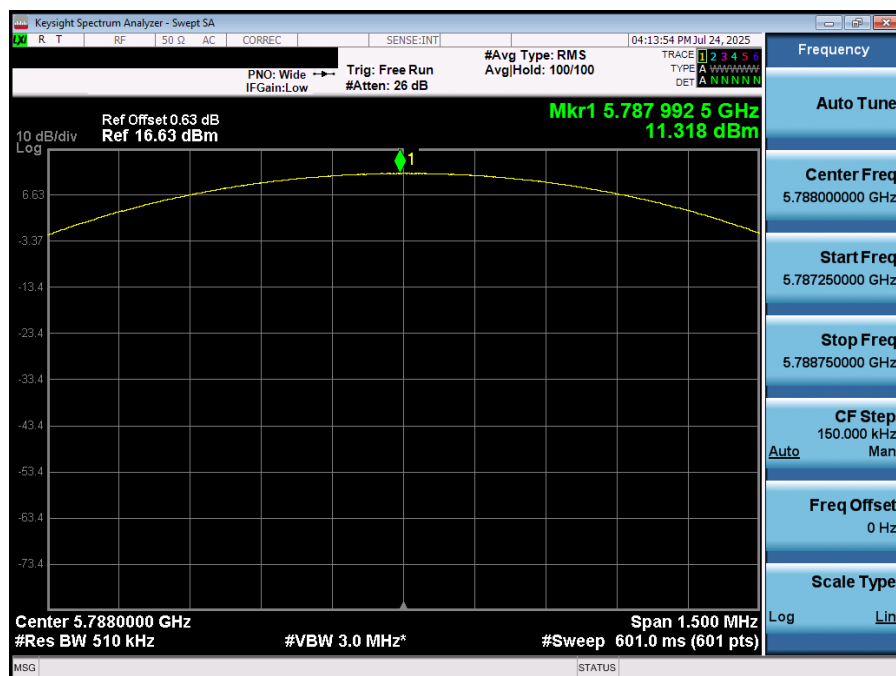 Keysight Spectrum Analyzer - Swept SA
LXI R T RF 50 Ω AC CORREC SENSE:INT 04:13:54 PM Jul 24, 2025
PNO: Wide
IFGain:Low
Trig: Free Run
#Atten: 26 dB
#Avg Type: RMS
Avg|Hold: 100/100
TRACE 1 2 3 4 5 6
TYPE A WWWWW
DET A N N N N N
Ref Offset 0.63 dB
Ref 16.63 dBm
10 dB/div
Log
Mkr1 5.787 992 5 GHz
11.318 dBm
1
6.63
-3.37
-13.4
-23.4
-33.4
-43.4
-53.4
-63.4
-73.4
Center 5.7880000 GHz
Span 1.500 MHz
#Res BW 510 kHz
#VBW 3.0 MHz*
#Sweep 601.0 ms (601 pts)
MSG
STATUS
Frequency
Auto Tune
Center Freq
5.788000000 GHz
Start Freq
5.787250000 GHz
Stop Freq
5.788750000 GHz
CF Step
150.000 kHz
Auto Man
Freq Offset
0 Hz
Scale Type
Log Lin